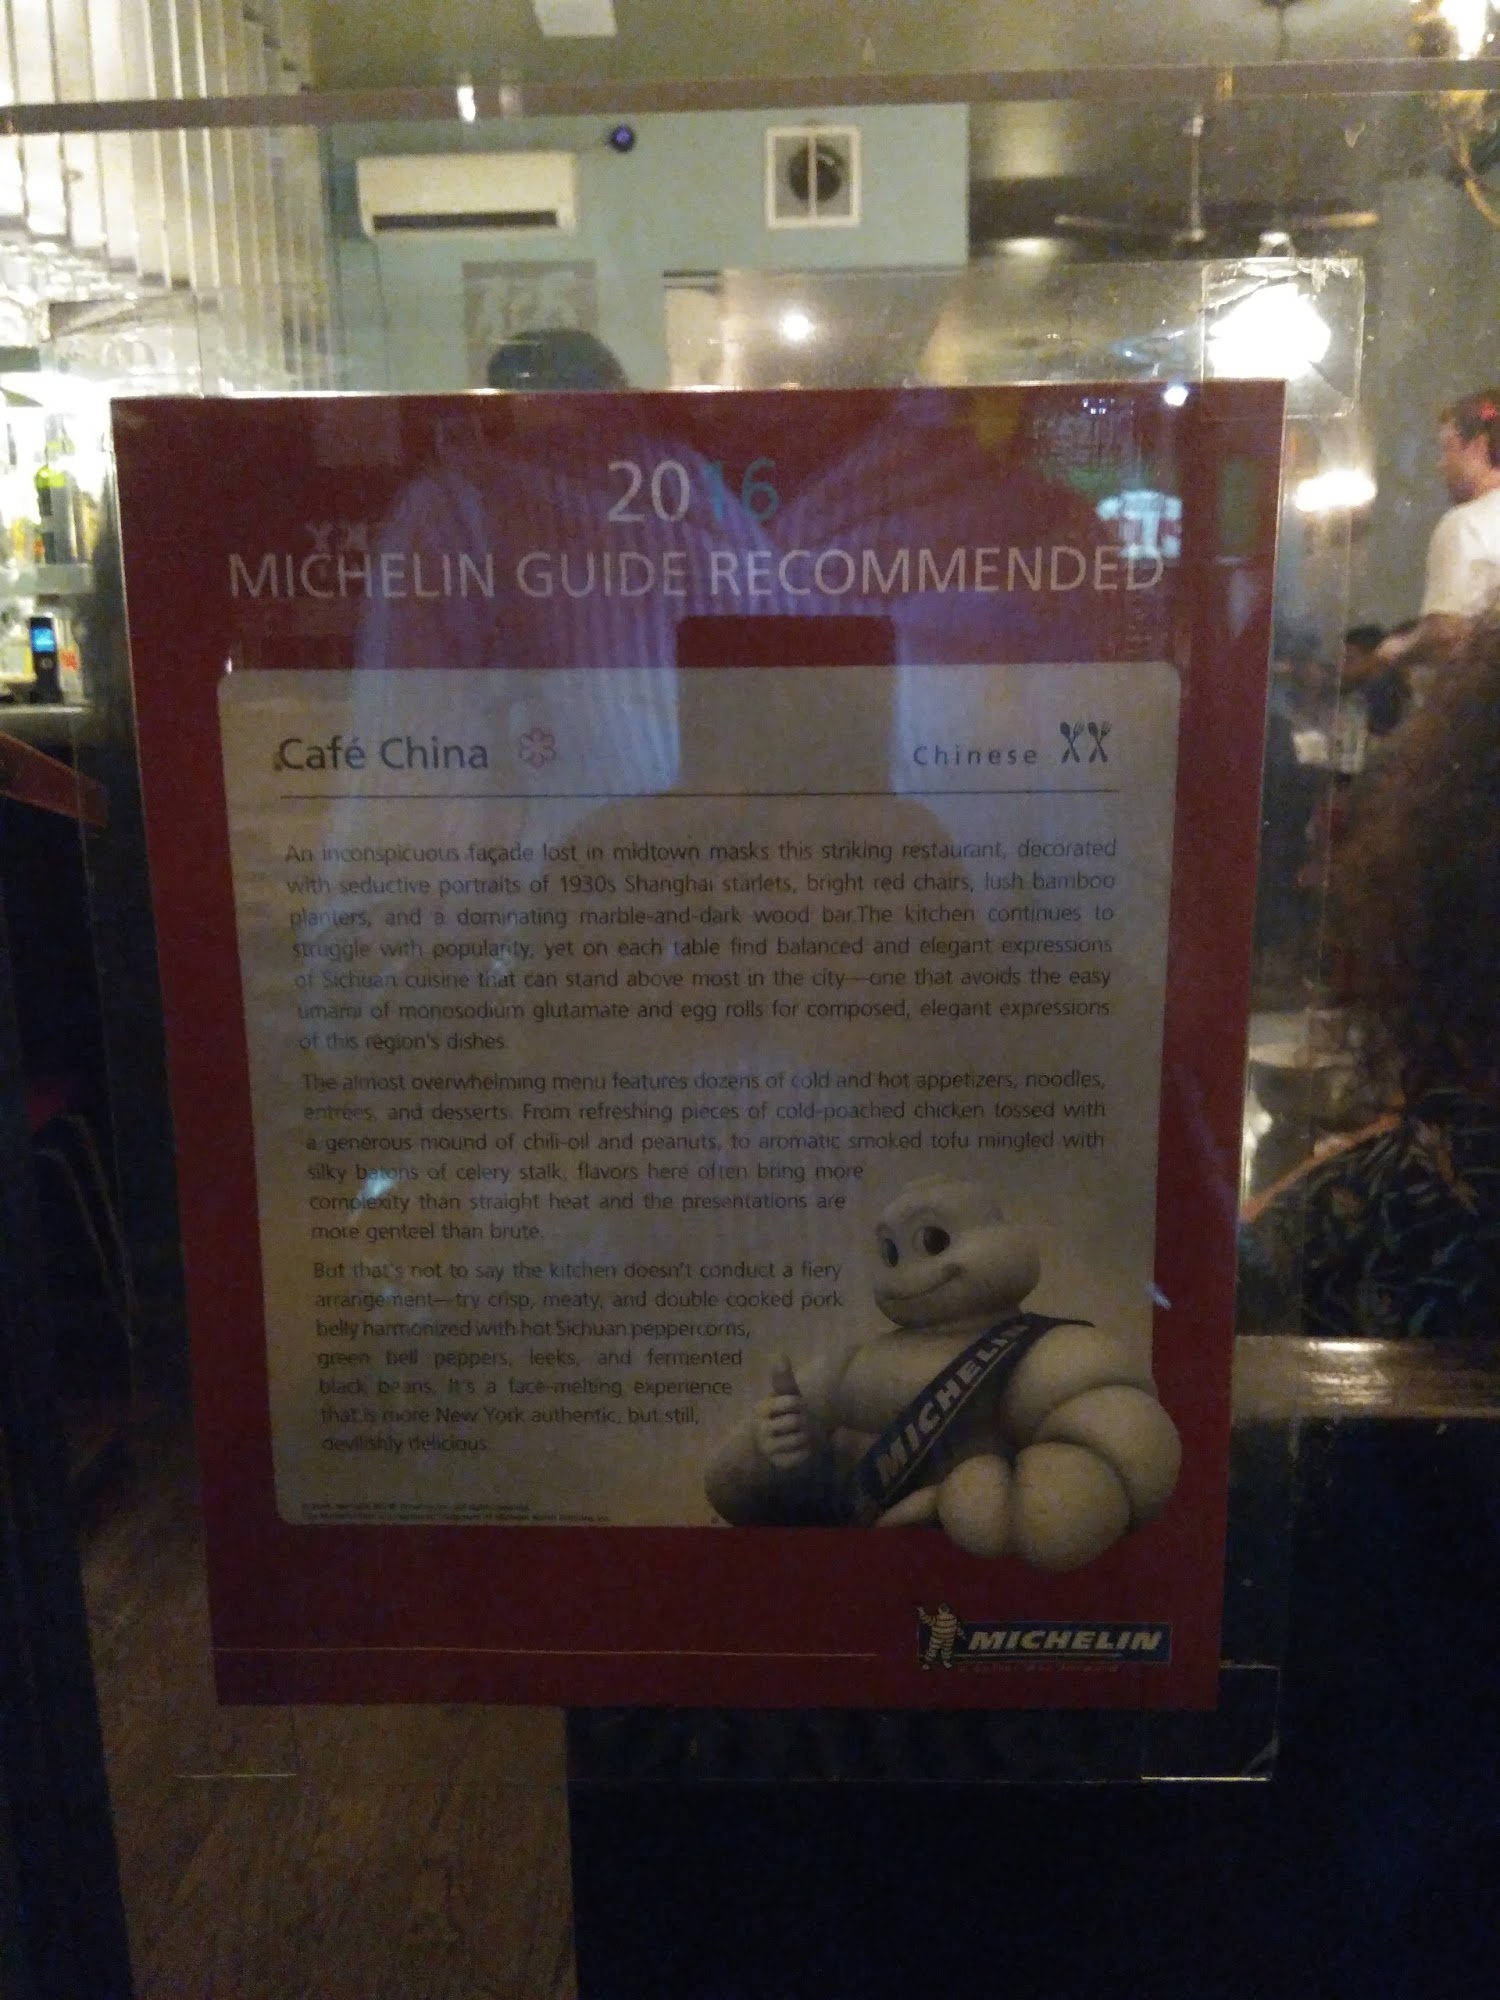 2016
MICHELIN GUIDE RECOMMENDED
Café China
Chinese
An inconspicuous façade lost in midtown masks this striking restaurant, decorated
with seductive portraits of 1930s Shanghai starlets, bright red chairs, lush bamboo
planters, and a dominating marble-and-dark wood bar.The kitchen continues to
struggle with popularity, yet on each table find balanced and elegant expressions
of Sichuan cuisine that can stand above most in the city—one that avoids the easy
umami of monosodium glutamate and egg rolls for composed, elegant expressions
of this region's dishes.
The almost overwhelming menu features dozens of cold and hot appetizers, noodles,
entrées, and desserts. From refreshing pieces of cold-poached chicken tossed with
a generous mound of chili-oil and peanuts, to aromatic smoked tofu mingled with
silky batons of celery stalk, flavors here often bring more
complexity than straight heat and the presentations are
more genteel than brute.
But that's not to say the kitchen doesn't conduct a fiery
arrangement—try crisp, meaty, and double cooked pork
belly harmonized with hot Sichuan peppercorns,
green bell peppers, leeks, and fermented
black beans. It's a face-melting experience
that is more New York authentic, but still,
devilishly delicious.
MICHELIN
MICHELIN